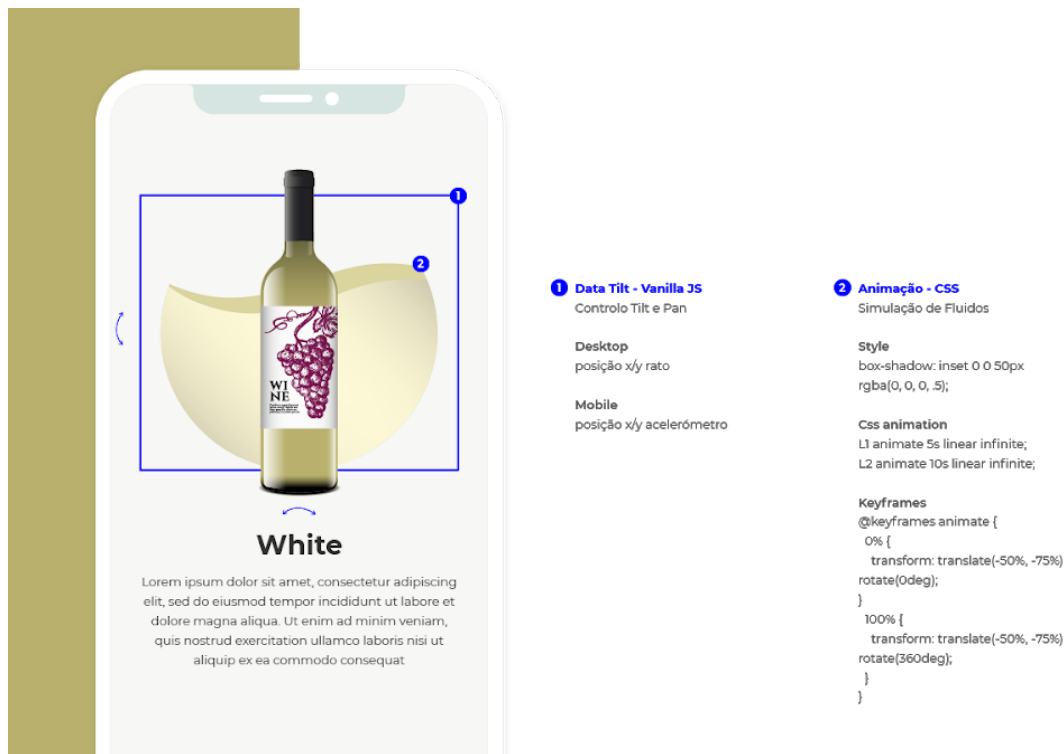 1
2
WI
NE
White
Lorem ipsum dolor sit amet, consectetur adipiscing
elit, sed do eiusmod tempor incididunt ut labore et
dolore magna aliqua. Ut enim ad minim veniam,
quis nostrud exercitation ullamco laboris nisi ut
aliquip ex ea commodo consequat
1 Data Tilt - Vanilla JS
Controlo Tilt e Pan
Desktop
posição x/y rato
Mobile
posição x/y acelerómetro
2 Animação - CSS
Simulação de Fluidos
Style
box-shadow: inset 0 0 50px
rgba(0, 0, 0, .5);
Css animation
L1 animate 5s linear infinite;
L2 animate 10s linear infinite;
Keyframes
@keyframes animate {
0% {
transform: translate(-50%, -75%)
rotate(0deg);
}
100% {
transform: translate(-50%, -75%)
rotate(360deg);
}
}